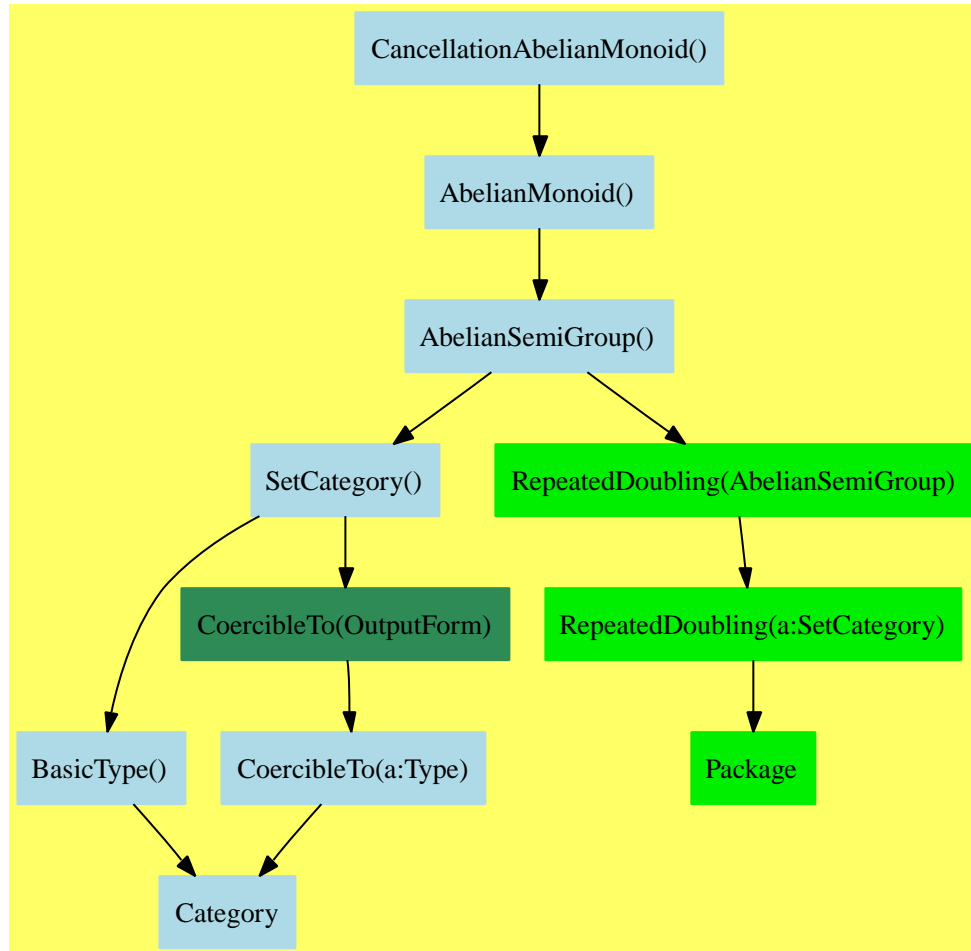 CancellationAbelianMonoid()
AbelianMonoid()
AbelianSemiGroup()
SetCategory()
RepeatedDoubling(AbelianSemiGroup)
CoercibleTo(OutputForm)
RepeatedDoubling(a:SetCategory)
BasicType()
CoercibleTo(a:Type)
Package
Category